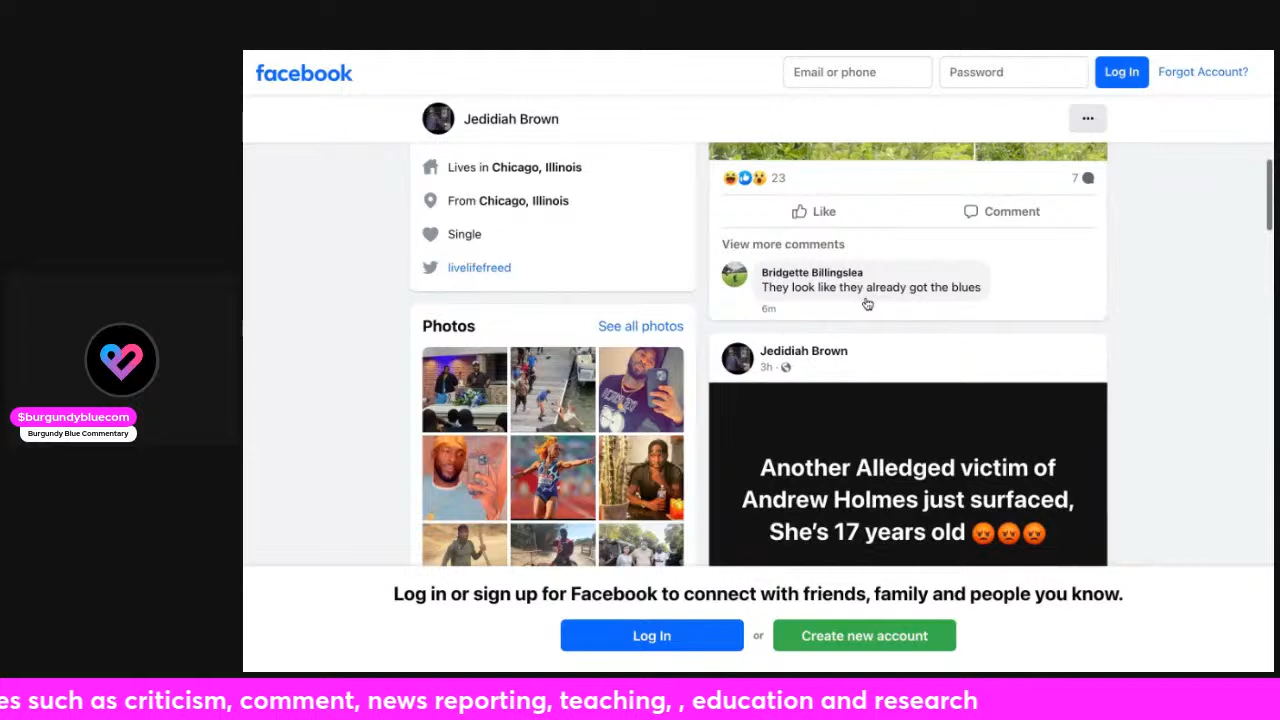 facebook
Email or phone
Password
Log In
Forgot Account?
Jedidiah Brown
Lives in Chicago, Illinois
From Chicago, Illinois
Single
livelifefreed
Photos
See all photos
23
7
Like
Comment
View more comments
Bridgette Billingslea
They look like they already got the blues
6m
Jedidiah Brown
3h
Another Alledged victim of
Andrew Holmes just surfaced,
She's 17 years old 😡😡😡
$burgundybluecom
Burgundy Blue Commentary
Log in or sign up for Facebook to connect with friends, family and people you know.
Log In
or
Create new account
es such as criticism, comment, news reporting, teaching, , education and research